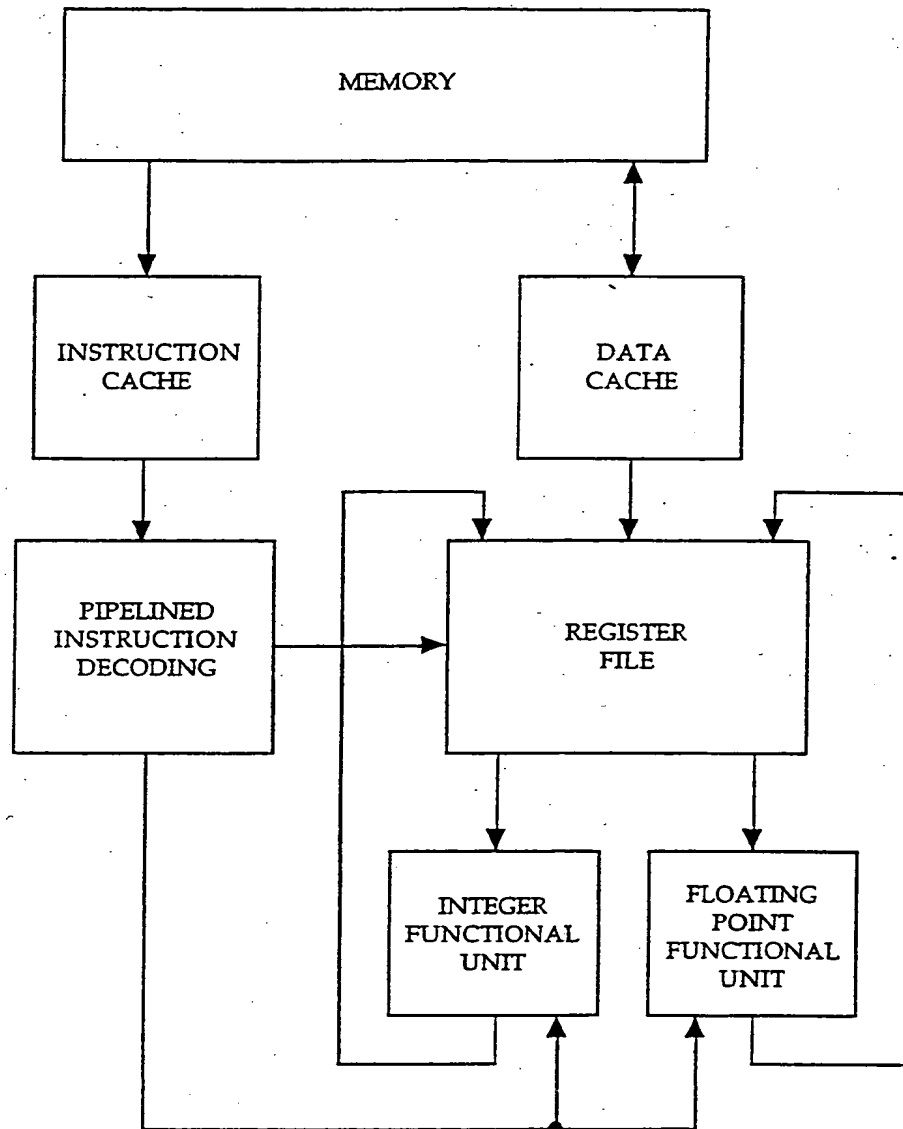 MEMORY
INSTRUCTION
CACHE
DATA
CACHE
PIPELINED
INSTRUCTION
DECODING
REGISTER
FILE
INTEGER
FUNCTIONAL
UNIT
FLOATING
POINT
FUNCTIONAL
UNIT